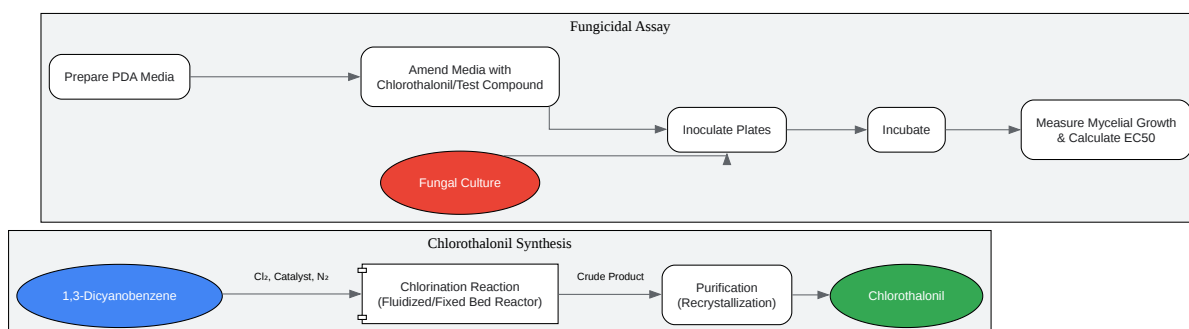 Fungicidal Assay
Prepare PDA Media
Amend Media with
Chlorothalonil/Test Compound
Inoculate Plates
Incubate
Measure Mycelial Growth
& Calculate EC50
Fungal Culture
Chlorothalonil Synthesis
1,3-Dicyanobenzene
Cl₂, Catalyst, N₂
Chlorination Reaction
(Fluidized/Fixed Bed Reactor)
Crude Product
Purification
(Recrystallization)
Chlorothalonil